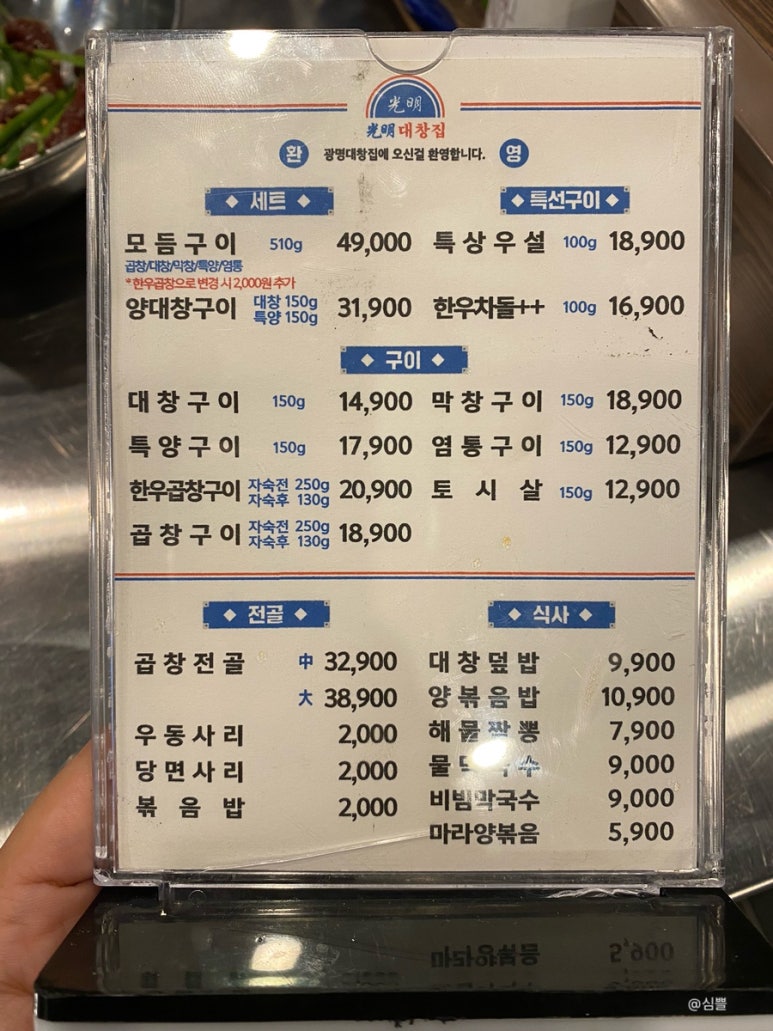 光明
光明대창집
환 광명대창집에 오신걸 환영합니다. 영
세트
모듬구이 510g 49,000
곱창/대창/막창/특양/염통
*한우곱창으로 변경 시 2,000원 추가
양대창구이 대창 150g 특양 150g 31,900
특선구이
특상우설 100g 18,900
한우차돌++ 100g 16,900
구이
대창구이 150g 14,900
특양구이 150g 17,900
한우곱창구이 자숙전 250g 자숙후 130g 20,900
곱창구이 자숙전 250g 자숙후 130g 18,900
막창구이 150g 18,900
염통구이 150g 12,900
토시살 150g 12,900
전골
곱창전골 中 32,900
大 38,900
우동사리 2,000
당면사리 2,000
볶음밥 2,000
식사
대창덮밥 9,900
양볶음밥 10,900
해물짬뽕 7,900
물막국수 9,000
비빔막국수 9,000
마라양볶음 5,900
@심쁠